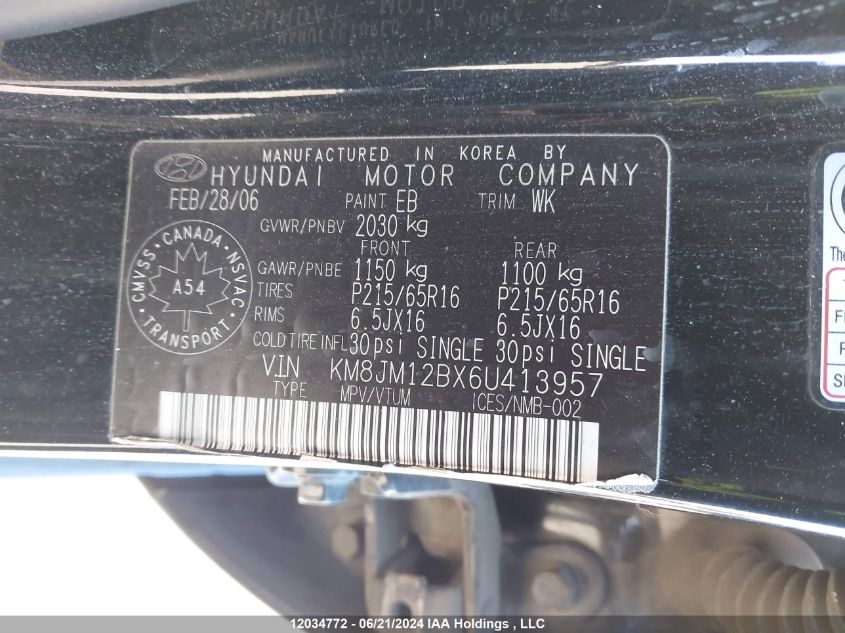 MANUFACTURED IN KOREA BY
HYUNDAI MOTOR COMPANY
FEB/28/06 PAINT EB TRIM WK
GVWR/PNBV 2030 kg
FRONT REAR
GAWR/PNBE 1150 kg 1100 kg
TIRES P215/65R16 P215/65R16
RIMS 6.5JX16 6.5JX16
COLD TIRE INFL 30psi SINGLE 30psi SINGLE
V.I.N KM8JM12BX6U413957
TYPE MPV/VTUM ICES/NMB-002
CMVSS CANADA NSVAC
A54
TRANSPORT
The
12034772 - 06/21/2024 IAA Holdings , LLC